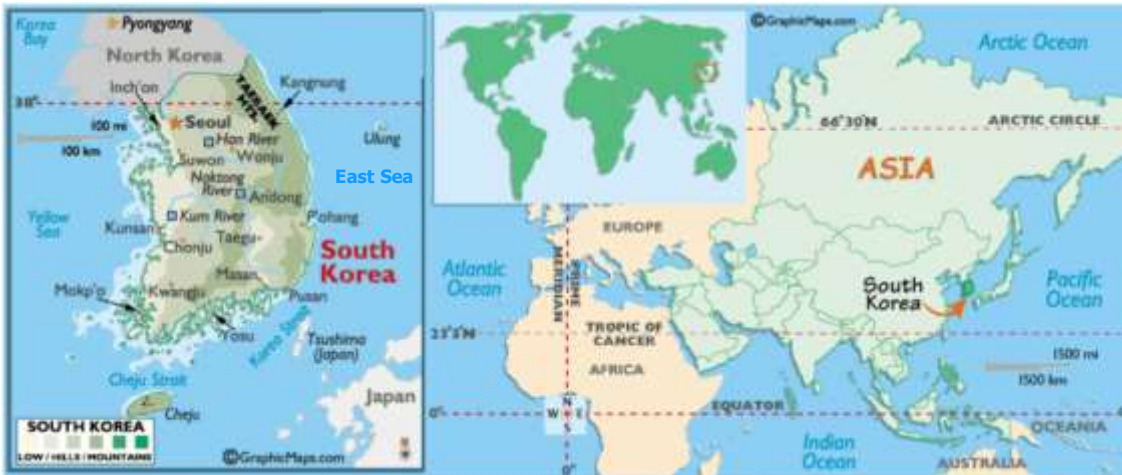 Korea
Bay
Pyongyang
North Korea
Inch'on
Kangnung
38°
TAEBAIK
MTS.
100 mi
100 km
Seoul
Han River
Ulung
Suwon
Wonju
Naktong
River
Andong
East Sea
Yellow
Sea
Kum River
P'ohang
Kunsan
Taegu
Chonju
South
Korea
Masan
Mokp'o
Kwangju
Pusan
Yosu
Korea Strait
Tsushima
(Japan)
Cheju Strait
Cheju
Japan
SOUTH KOREA
LOW / HILLS / MOUNTAINS
©GraphicMaps.com
©GraphicMaps.com
Arctic Ocean
66°30'N
ARCTIC CIRCLE
ASIA
EUROPE
Atlantic
Ocean
PRIME
MERIDIAN
South
Korea
Pacific
Ocean
TROPIC OF
CANCER
1500 mi
1500 km
AFRICA
EQUATOR
N
W E
S
0°
0°
OCEANIA
Indian
Ocean
AUSTRALIA